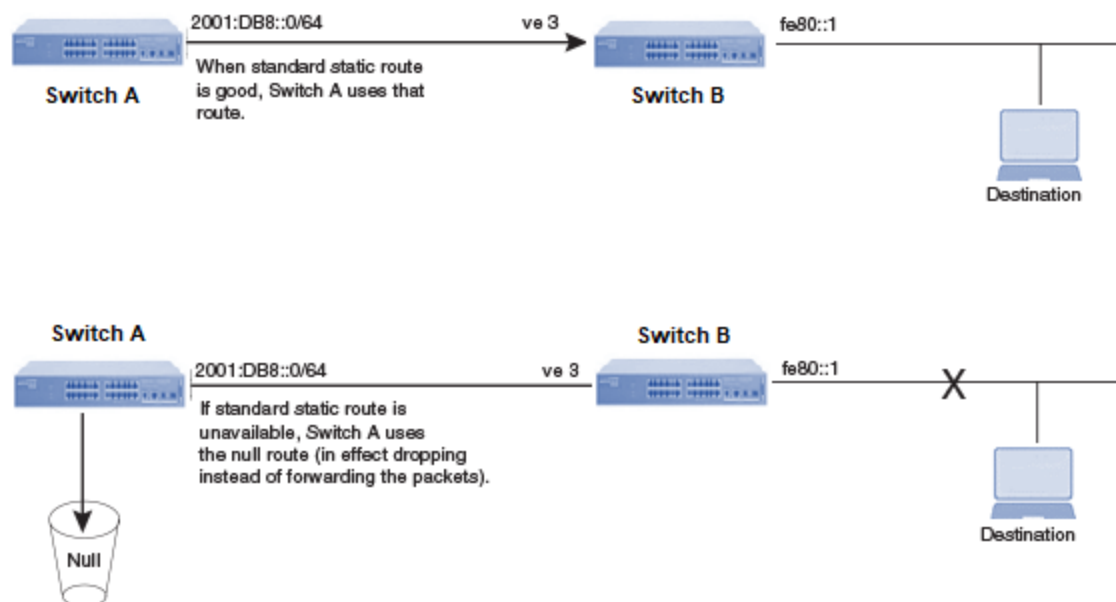 2001:DB8::0/64 ve 3 fe80::1
When standard static route
is good, Switch A uses that
route.
Switch A
Switch B
Destination
Switch A
Switch B
2001:DB8::0/64 ve 3 fe80::1
X
If standard static route is
unavailable, Switch A uses
the null route (in effect dropping
instead of forwarding the packets).
Destination
Null